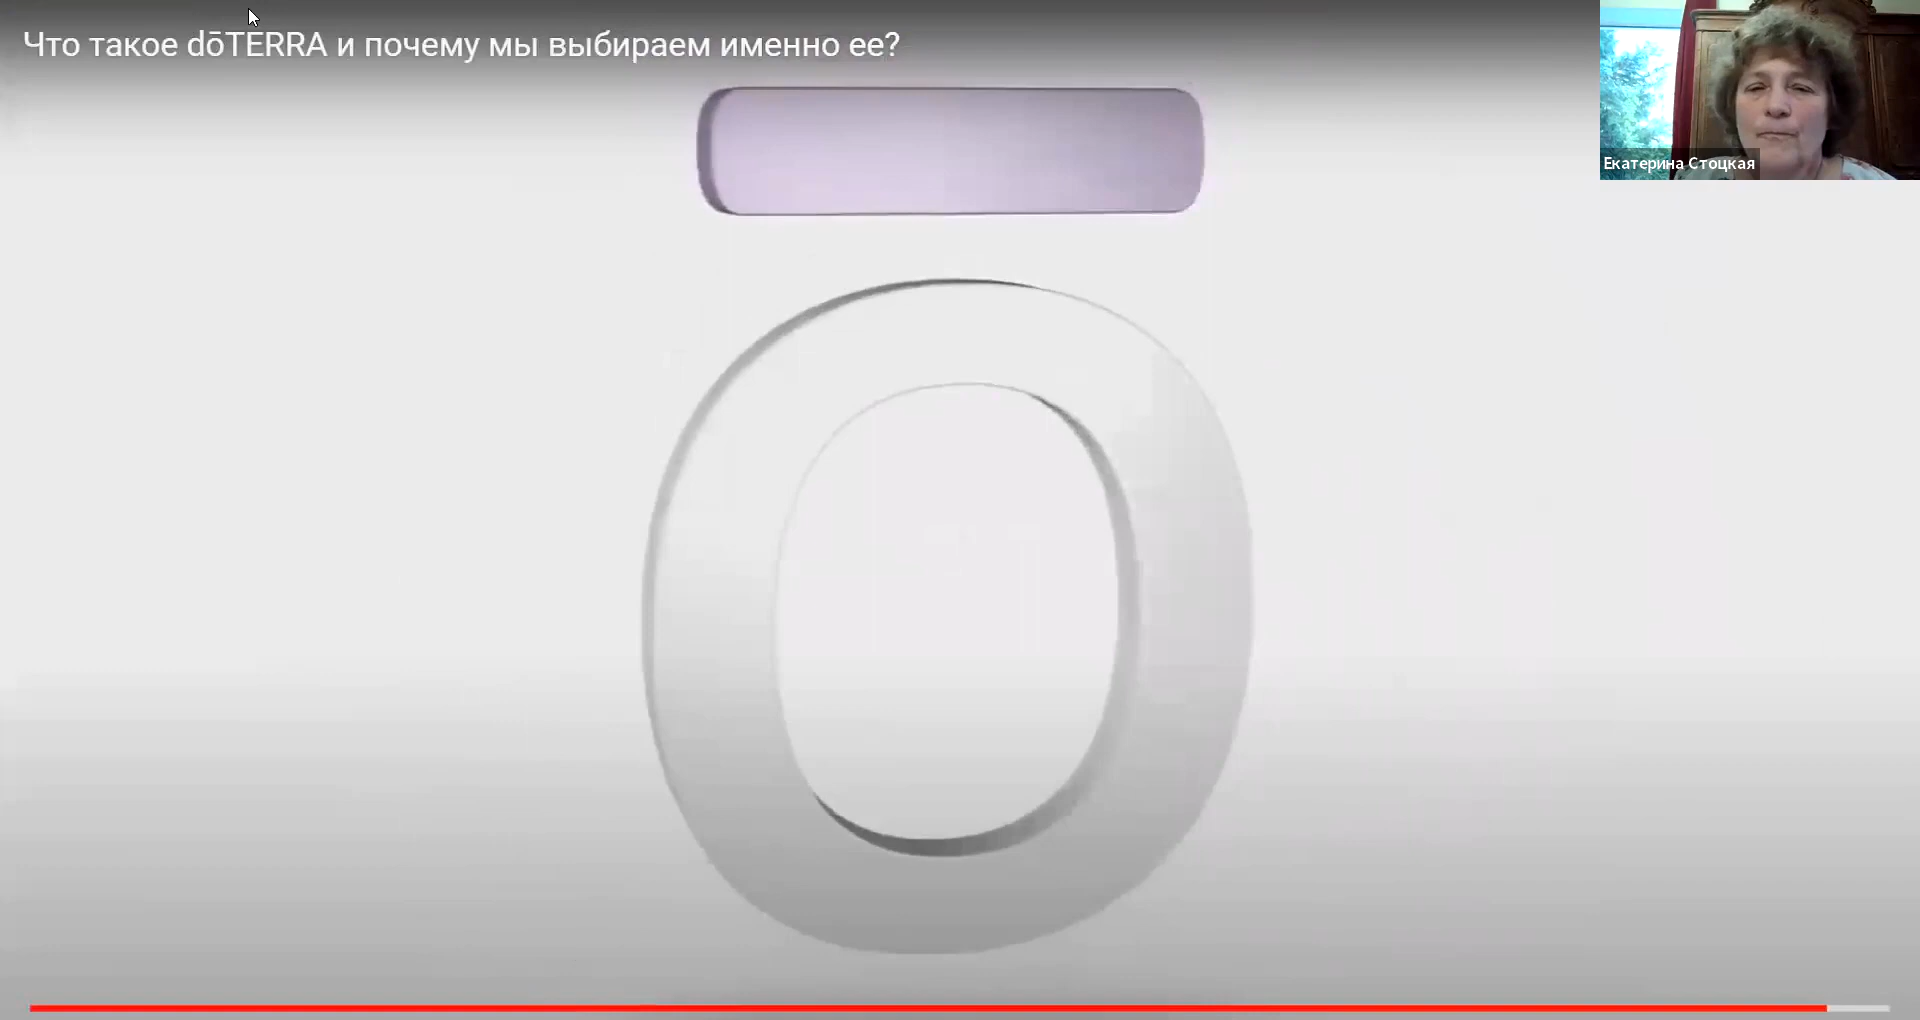 Что такое dōTERRA и почему мы выбираем именно ее?
Екатерина Стоцкая
ō